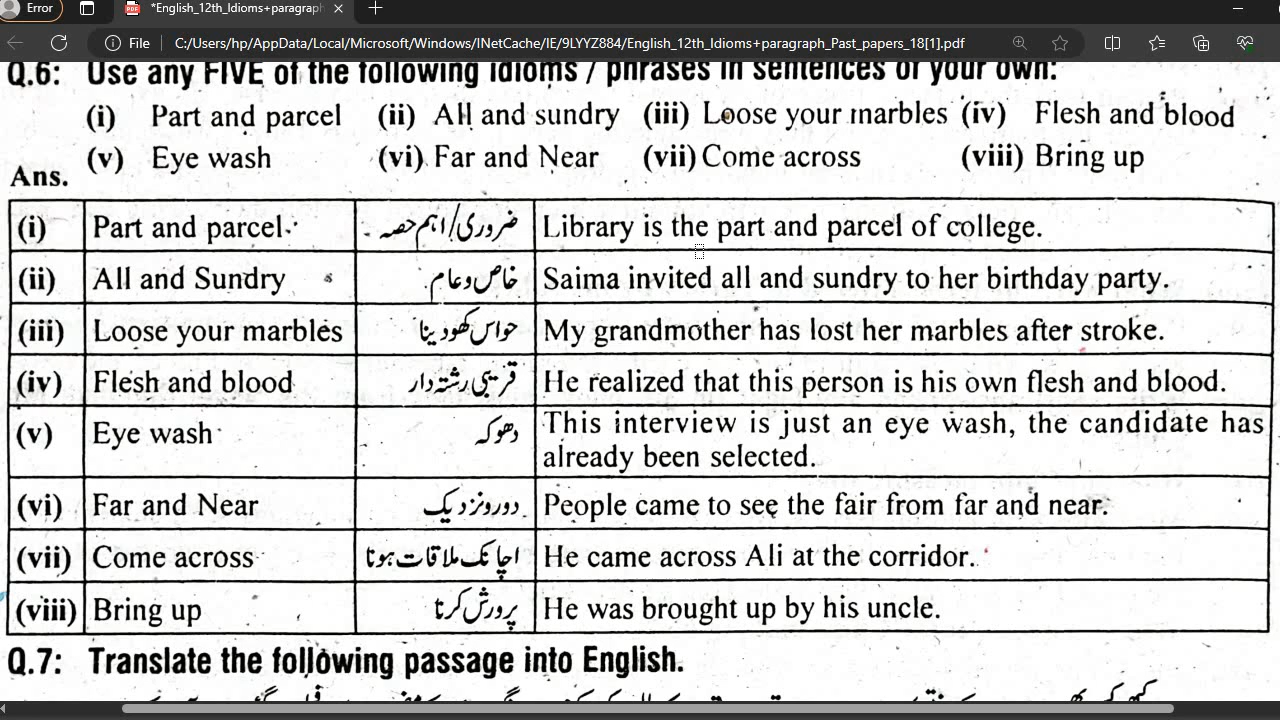 Error
*English_12th_Idioms+paragraph
File
C:/Users/hp/AppData/Local/Microsoft/Windows/INetCache/IE/9LYYZ884/English_12th_Idioms+paragraph_Past_papers_18[1].pdf
Q.6: Use any FIVE of the following idioms / phrases in sentences of your own:
(i) Part and parcel (ii) All and sundry (iii) Loose your marbles (iv) Flesh and blood
(v) Eye wash (vi) Far and Near (vii) Come across (viii) Bring up
Ans.
(i) Part and parcel ضروری/اہم حصہ Library is the part and parcel of college.
(ii) All and Sundry خاص و عام Saima invited all and sundry to her birthday party.
(iii) Loose your marbles حواس کھودینا My grandmother has lost her marbles after stroke.
(iv) Flesh and blood قریبی رشتہ دار He realized that this person is his own flesh and blood.
(v) Eye wash دھوکہ This interview is just an eye wash, the candidate has
already been selected.
(vi) Far and Near دور و نزدیک People came to see the fair from far and near.
(vii) Come across اچانک ملاقات ہونا He came across Ali at the corridor.
(viii) Bring up پرورش کرنا He was brought up by his uncle.
Q.7: Translate the following passage into English.